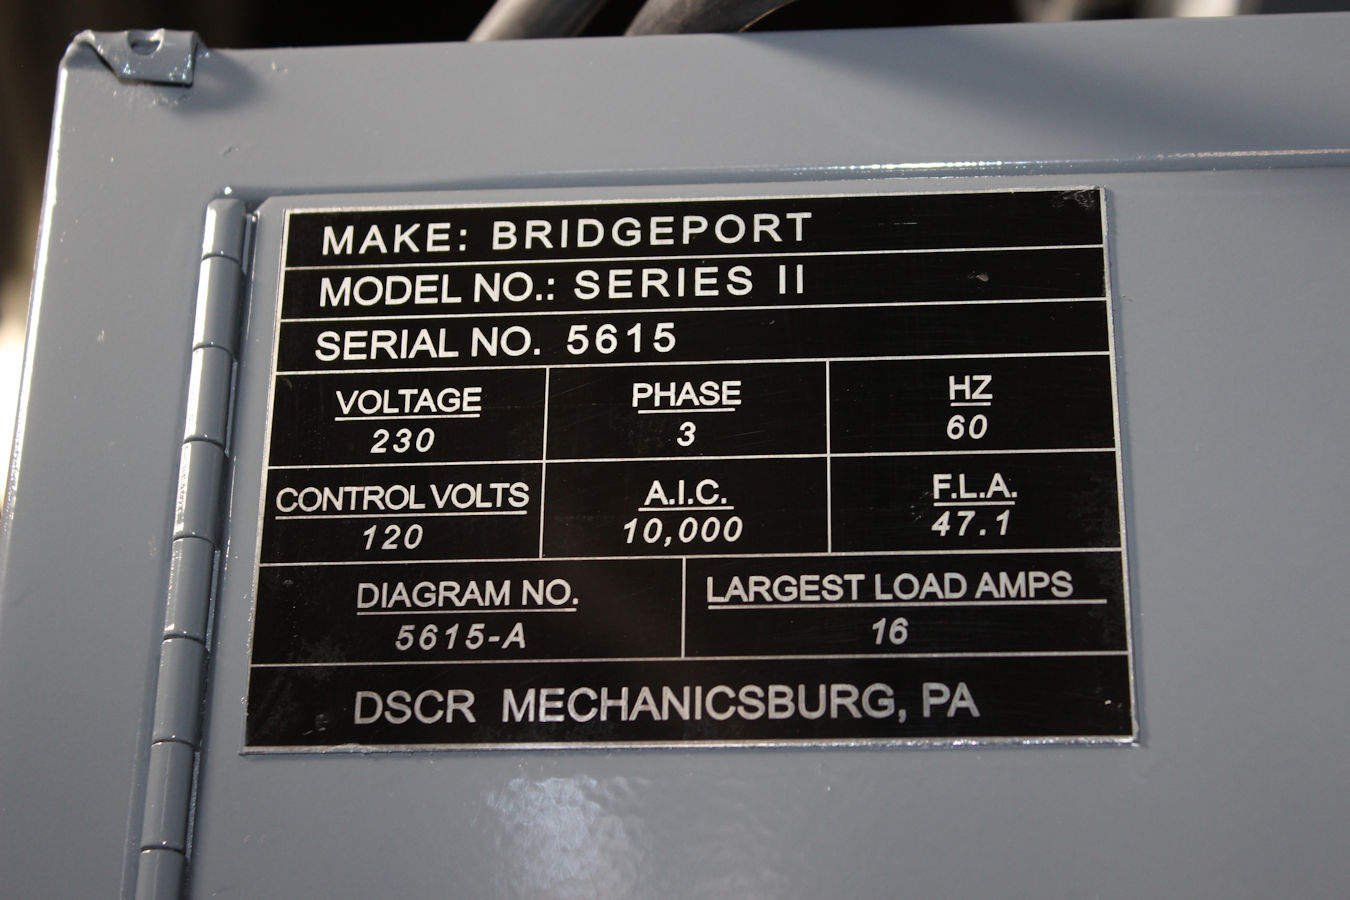 MAKE: BRIDGEPORT
MODEL NO.: SERIES II
SERIAL NO. 5615
VOLTAGE PHASE HZ
230 3 60
CONTROL VOLTS A.I.C. F.L.A.
120 10,000 47.1
DIAGRAM NO. LARGEST LOAD AMPS
5615-A 16
DSCR MECHANICSBURG, PA